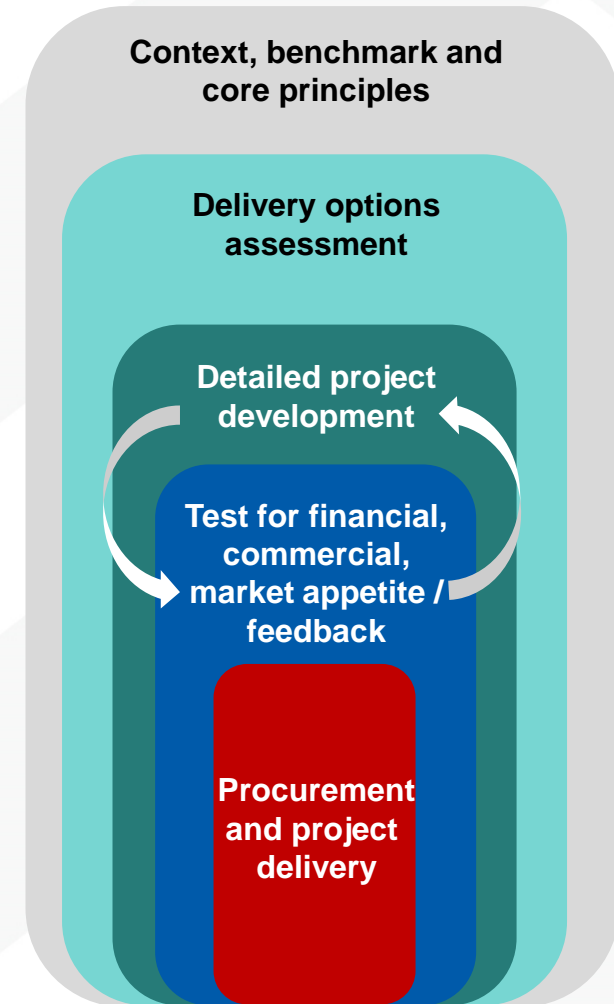 Context, benchmark and
core principles
Delivery options
assessment
Detailed project
development
Test for financial,
commercial,
market appetite /
feedback
Procurement
and project
delivery